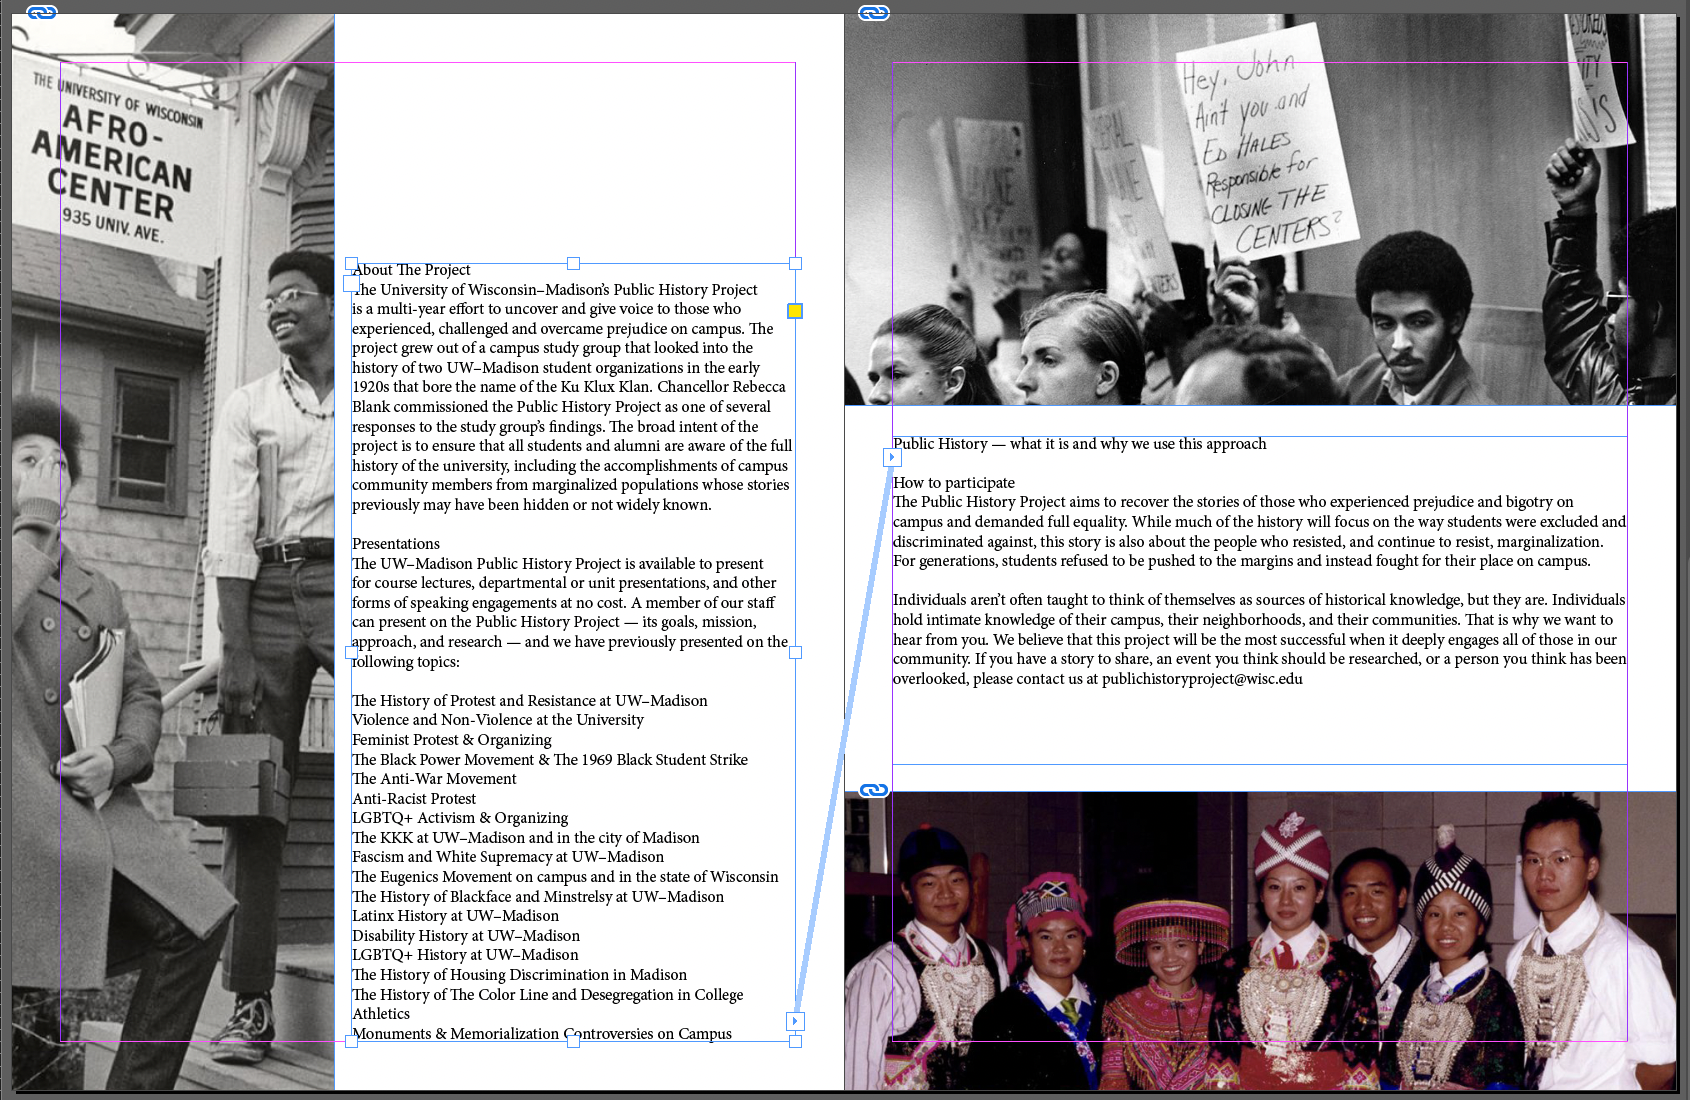 THE UNIVERSITY OF WISCONSIN
AFRO-
AMERICAN
CENTER
935 UNIV. AVE.
About The Project
The University of Wisconsin–Madison’s Public History Project
is a multi-year effort to uncover and give voice to those who
experienced, challenged and overcame prejudice on campus. The
project grew out of a campus study group that looked into the
history of two UW–Madison student organizations in the early
1920s that bore the name of the Ku Klux Klan. Chancellor Rebecca
Blank commissioned the Public History Project as one of several
responses to the study group’s findings. The broad intent of the
project is to ensure that all students and alumni are aware of the full
history of the university, including the accomplishments of campus
community members from marginalized populations whose stories
previously may have been hidden or not widely known.
Presentations
The UW–Madison Public History Project is available to present
for course lectures, departmental or unit presentations, and other
forms of speaking engagements at no cost. A member of our staff
can present on the Public History Project — its goals, mission,
approach, and research — and we have previously presented on the
following topics:
The History of Protest and Resistance at UW–Madison
Violence and Non-Violence at the University
Feminist Protest & Organizing
The Black Power Movement & The 1969 Black Student Strike
The Anti-War Movement
Anti-Racist Protest
LGBTQ+ Activism & Organizing
The KKK at UW–Madison and in the city of Madison
Fascism and White Supremacy at UW–Madison
The Eugenics Movement on campus and in the state of Wisconsin
The History of Blackface and Minstrelsy at UW–Madison
Latinx History at UW–Madison
Disability History at UW–Madison
LGBTQ+ History at UW–Madison
The History of Housing Discrimination in Madison
The History of The Color Line and Desegregation in College
Athletics
Monuments & Memorialization Controversies on Campus
Hey, John
Ain't you and
ED HALES
Responsible for
CLOSING THE
CENTERS?
Public History — what it is and why we use this approach
How to participate
The Public History Project aims to recover the stories of those who experienced prejudice and bigotry on
campus and demanded full equality. While much of the history will focus on the way students were excluded and
discriminated against, this story is also about the people who resisted, and continue to resist, marginalization.
For generations, students refused to be pushed to the margins and instead fought for their place on campus.
Individuals aren’t often taught to think of themselves as sources of historical knowledge, but they are. Individuals
hold intimate knowledge of their campus, their neighborhoods, and their communities. That is why we want to
hear from you. We believe that this project will be the most successful when it deeply engages all of those in our
community. If you have a story to share, an event you think should be researched, or a person you think has been
overlooked, please contact us at publichistoryproject@wisc.edu